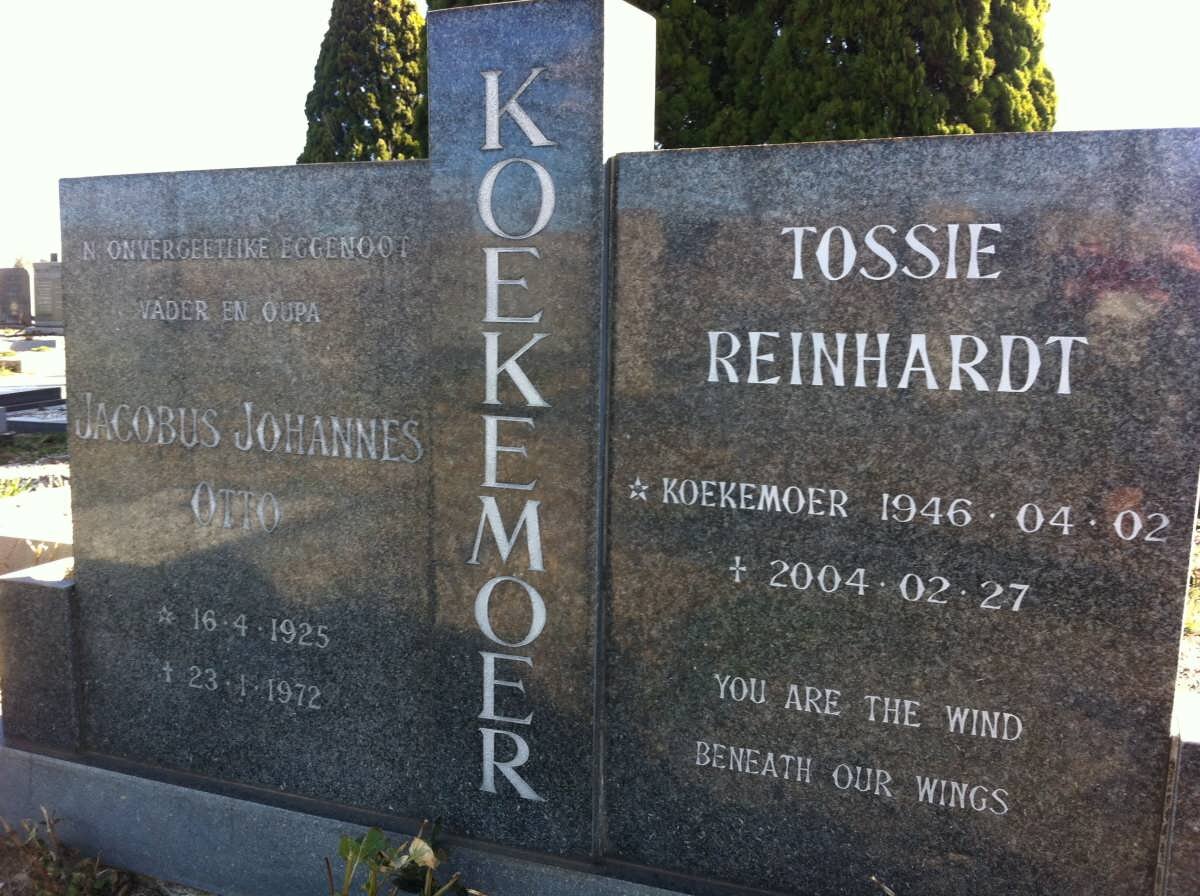 N ONVERGEETLIKE EGGENOOT
VADER EN OUPA
JACOBUS JOHANNES
OTTO
☆ 16·4·1925
† 23·1·1972
KOEKEMOER
TOSSIE
REINHARDT
☆ KOEKEMOER 1946·04·02
† 2004·02·27
YOU ARE THE WIND
BENEATH OUR WINGS